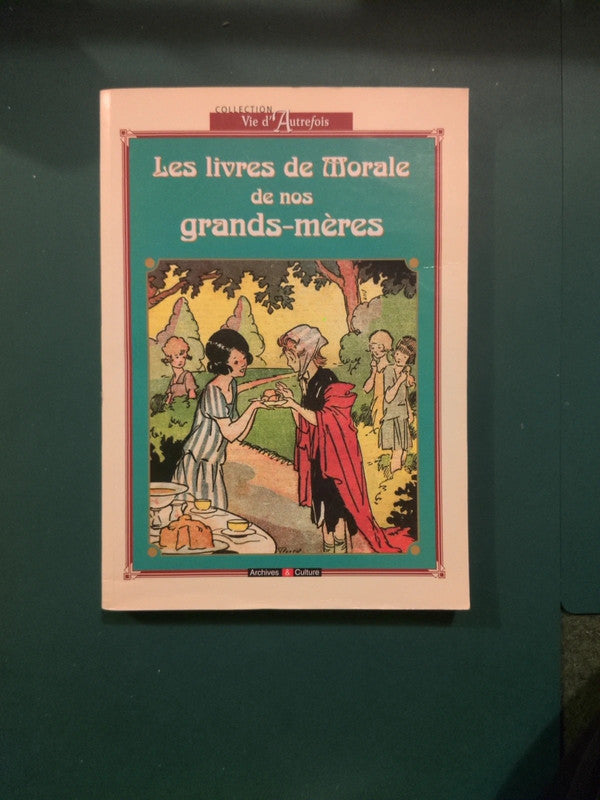 COLLECTION
Vie d'Autrefois
Les livres de Morale
de nos
grands-mères
Archives & Culture